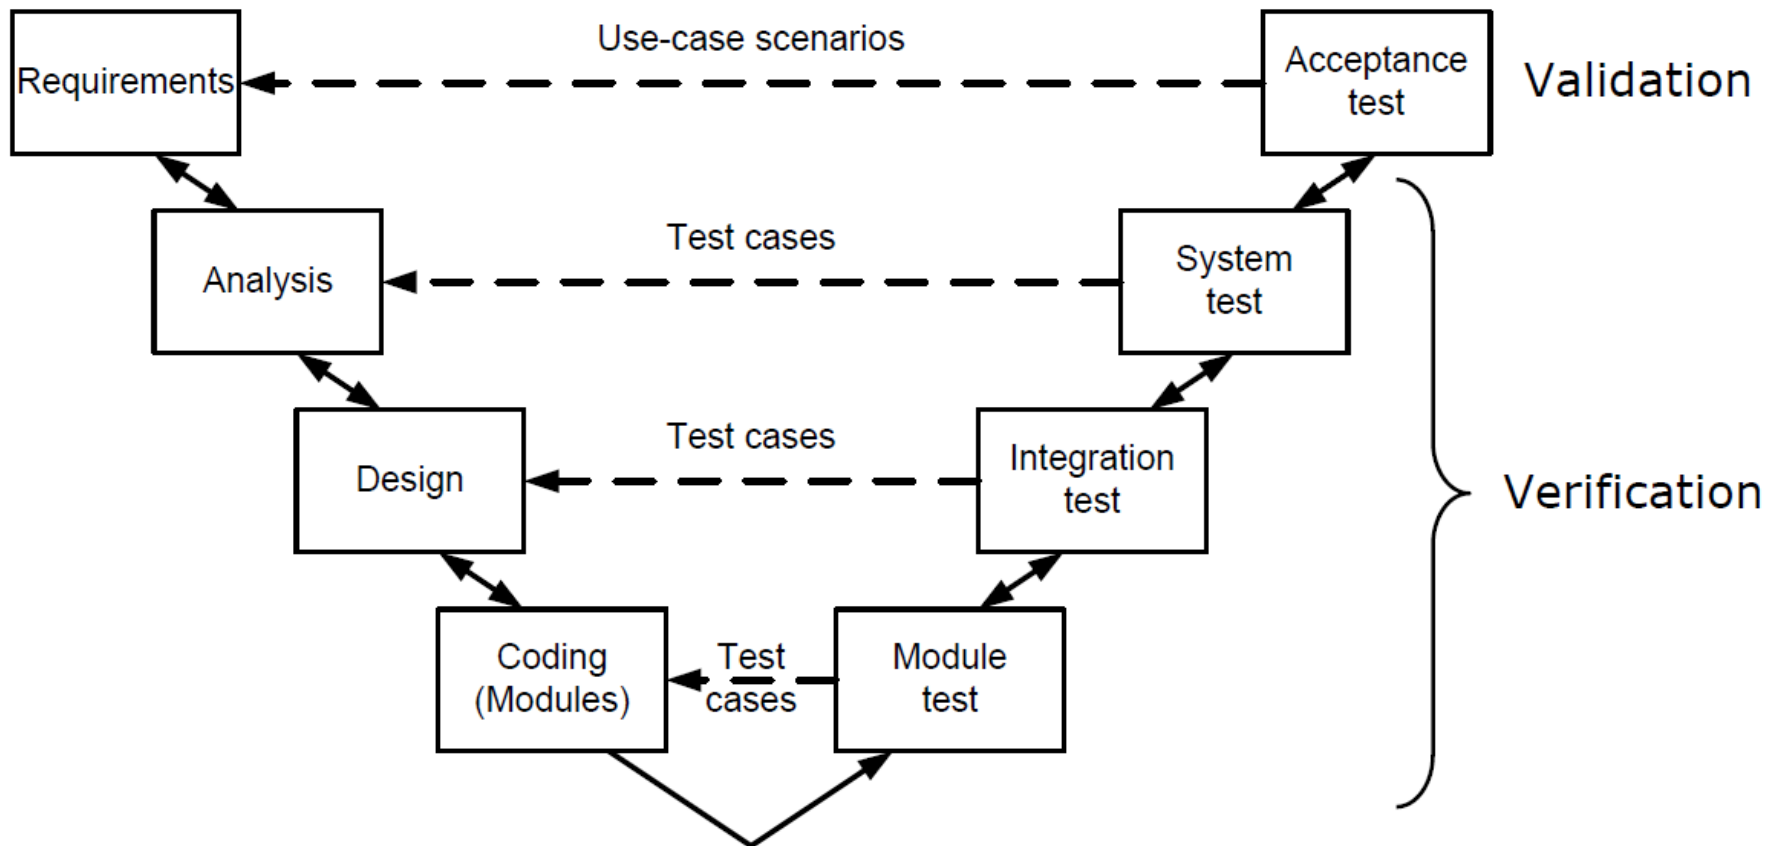 Use-case scenarios
Requirements
Acceptance
test
Validation
Test cases
Analysis
System
test
Test cases
Design
Integration
test
Verification
Coding
(Modules)
Test
cases
Module
test